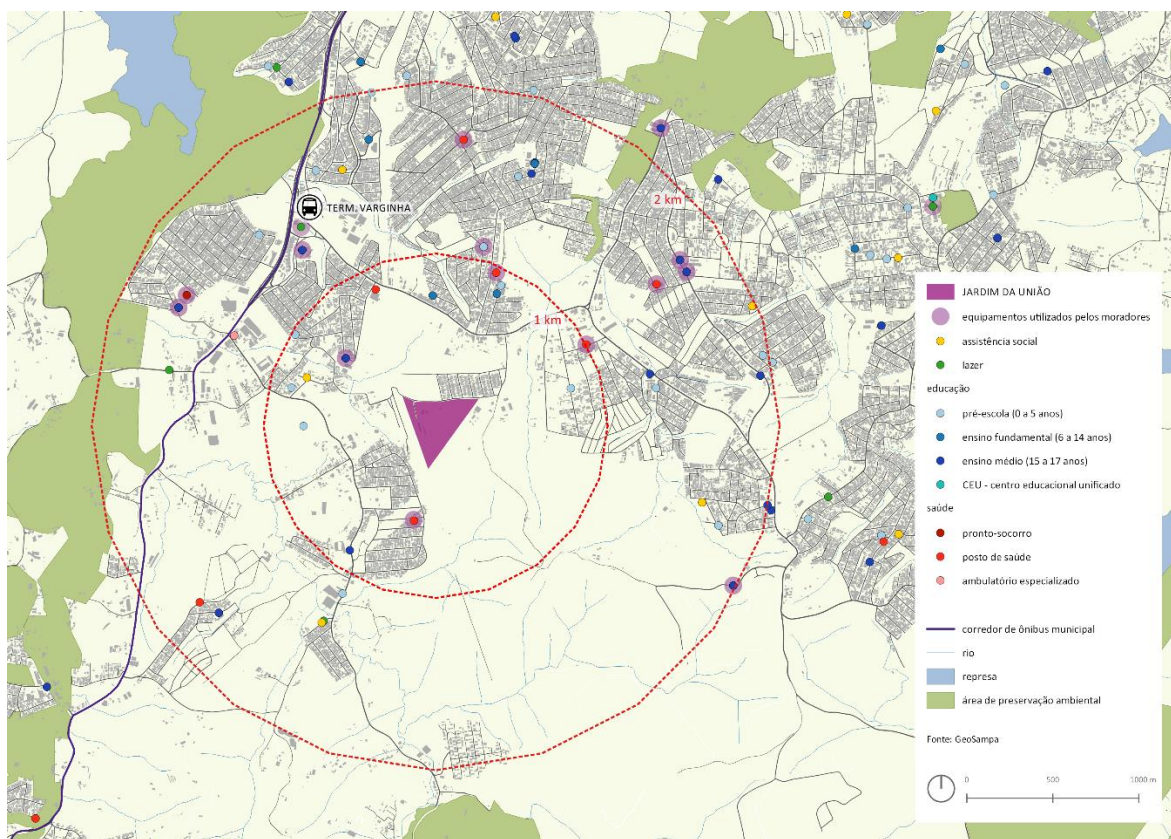 TERM. VARGINHA
2 km
1 km
JARDIM DA UNIÃO
equipamentos utilizados pelos moradores
assistência social
lazer
educação
pré-escola (0 a 5 anos)
ensino fundamental (6 a 14 anos)
ensino médio (15 a 17 anos)
CEU - centro educacional unificado
saúde
pronto-socorro
posto de saúde
ambulatório especializado
corredor de ônibus municipal
rio
represa
área de preservação ambiental
Fonte: GeoSampa
0 500 1000 m